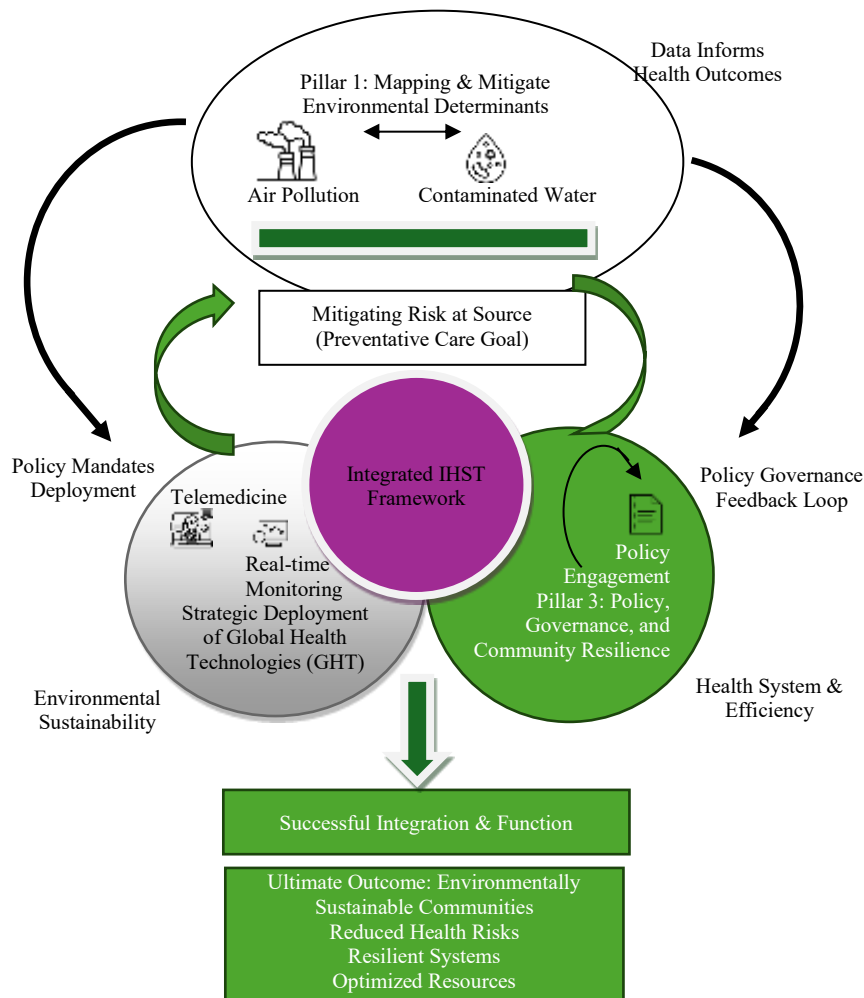 Data Informs
Health Outcomes
Pillar 1: Mapping & Mitigate
Environmental Determinants
Air Pollution
Contaminated Water
Mitigating Risk at Source
(Preventative Care Goal)
Policy Mandates
Deployment
Integrated IHST
Framework
Policy Governance
Feedback Loop
Telemedicine
Real-time
Monitoring
Strategic Deployment
of Global Health
Technologies (GHT)
Policy
Engagement
Pillar 3: Policy,
Governance, and
Community Resilience
Environmental
Sustainability
Health System &
Efficiency
Successful Integration & Function
Ultimate Outcome: Environmentally
Sustainable Communities
Reduced Health Risks
Resilient Systems
Optimized Resources